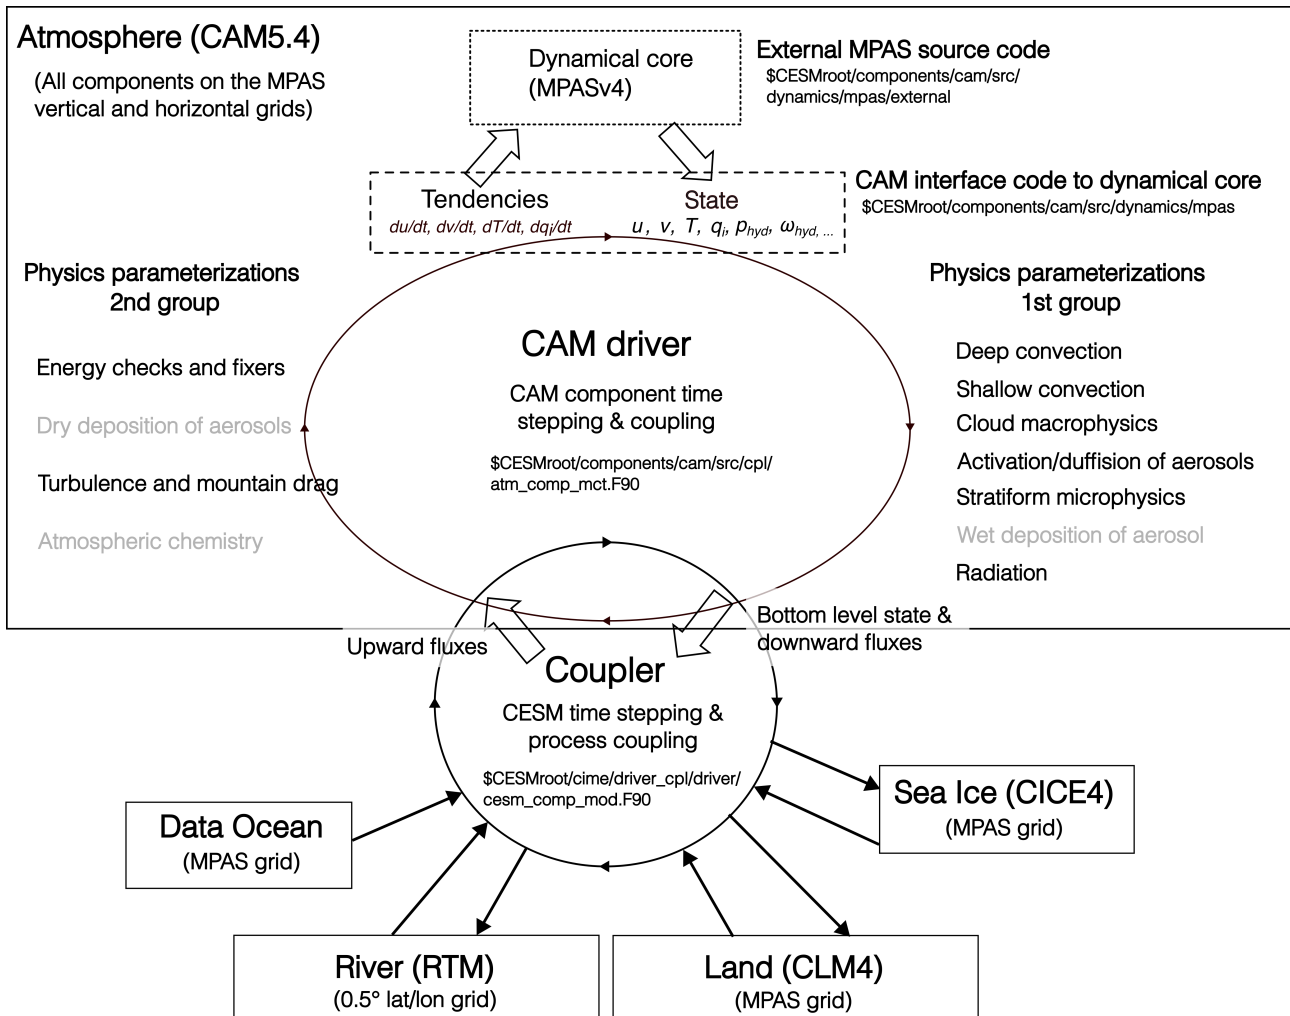 Atmosphere (CAM5.4)
(All components on the MPAS
vertical and horizontal grids)
Dynamical core
(MPASv4)
External MPAS source code
$CESMroot/components/cam/src/
dynamics/mpas/external
Tendencies
du/dt, dv/dt, dT/dt, dqᵢ/dt
State
u, v, T, qᵢ, p_hyd, ω_hyd, ...
CAM interface code to dynamical core
$CESMroot/components/cam/src/dynamics/mpas
Physics parameterizations
2nd group
Energy checks and fixers
Dry deposition of aerosols
Turbulence and mountain drag
Atmospheric chemistry
CAM driver
CAM component time
stepping & coupling
$CESMroot/components/cam/src/cpl/
atm_comp_mct.F90
Physics parameterizations
1st group
Deep convection
Shallow convection
Cloud macrophysics
Activation/duffision of aerosols
Stratiform microphysics
Wet deposition of aerosol
Radiation
Upward fluxes
Bottom level state &
downward fluxes
Coupler
CESM time stepping &
process coupling
$CESMroot/cime/driver_cpl/driver/
cesm_comp_mod.F90
Data Ocean
(MPAS grid)
Sea Ice (CICE4)
(MPAS grid)
River (RTM)
(0.5° lat/lon grid)
Land (CLM4)
(MPAS grid)